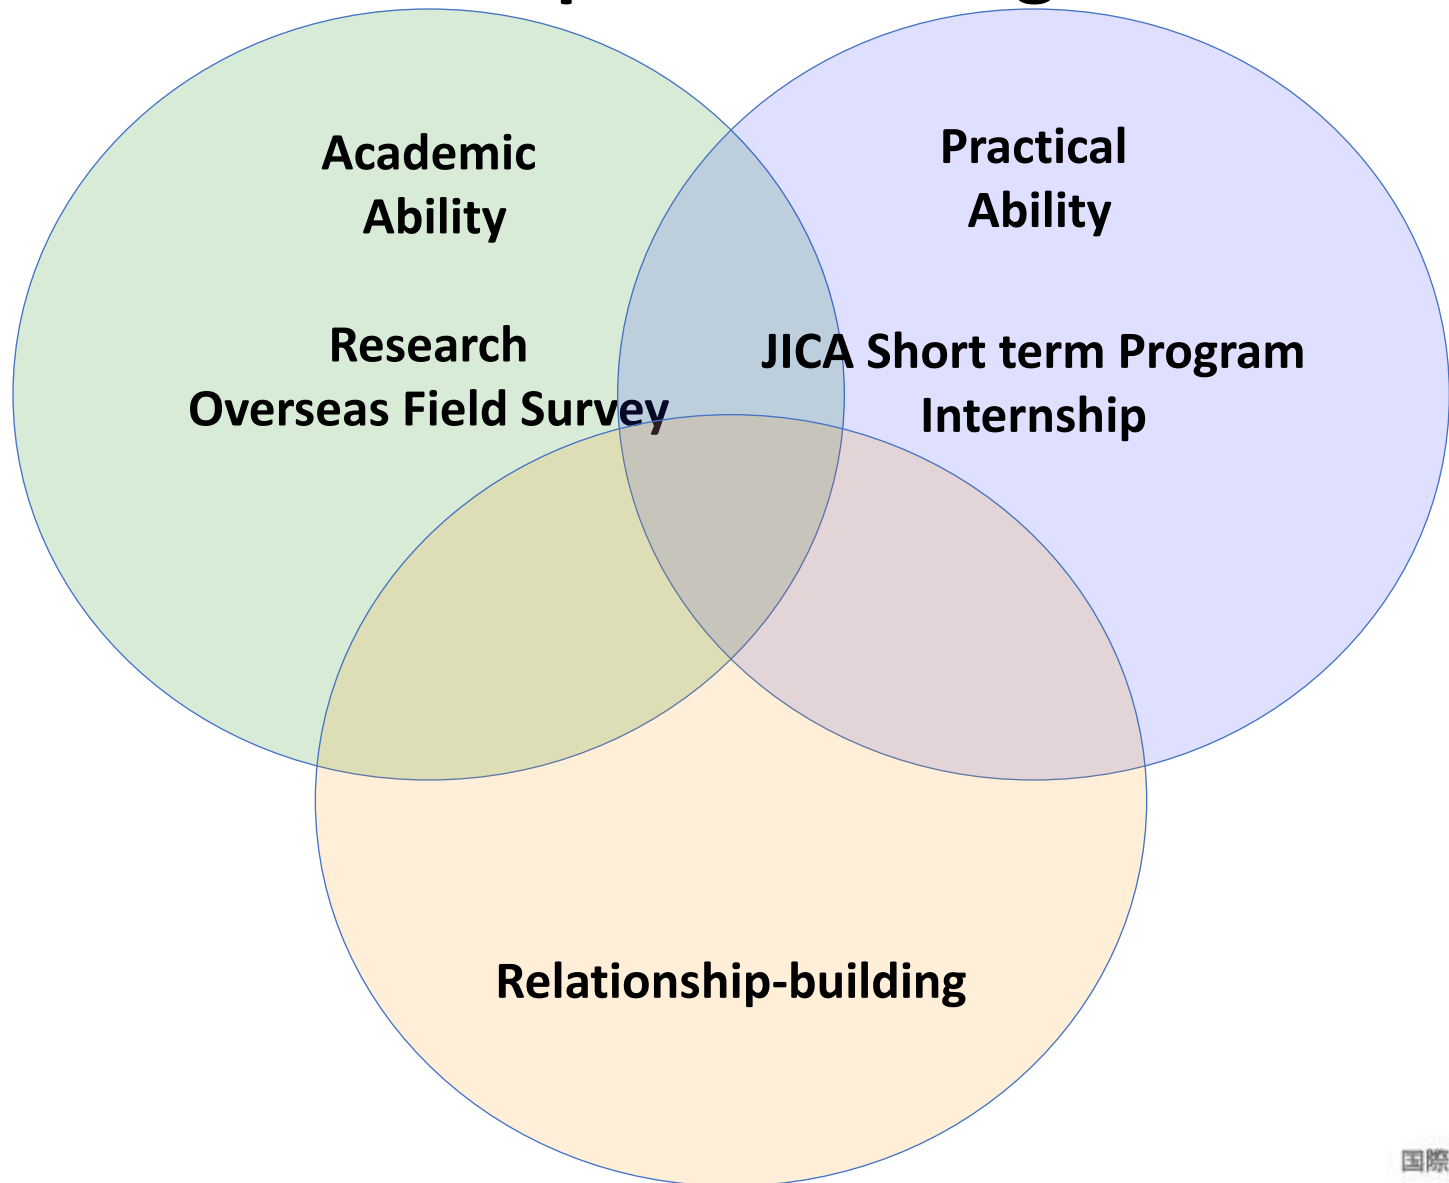 Academic
Ability
Research
Overseas Field Survey
Practical
Ability
JICA Short term Program
Internship
Relationship-building
国際